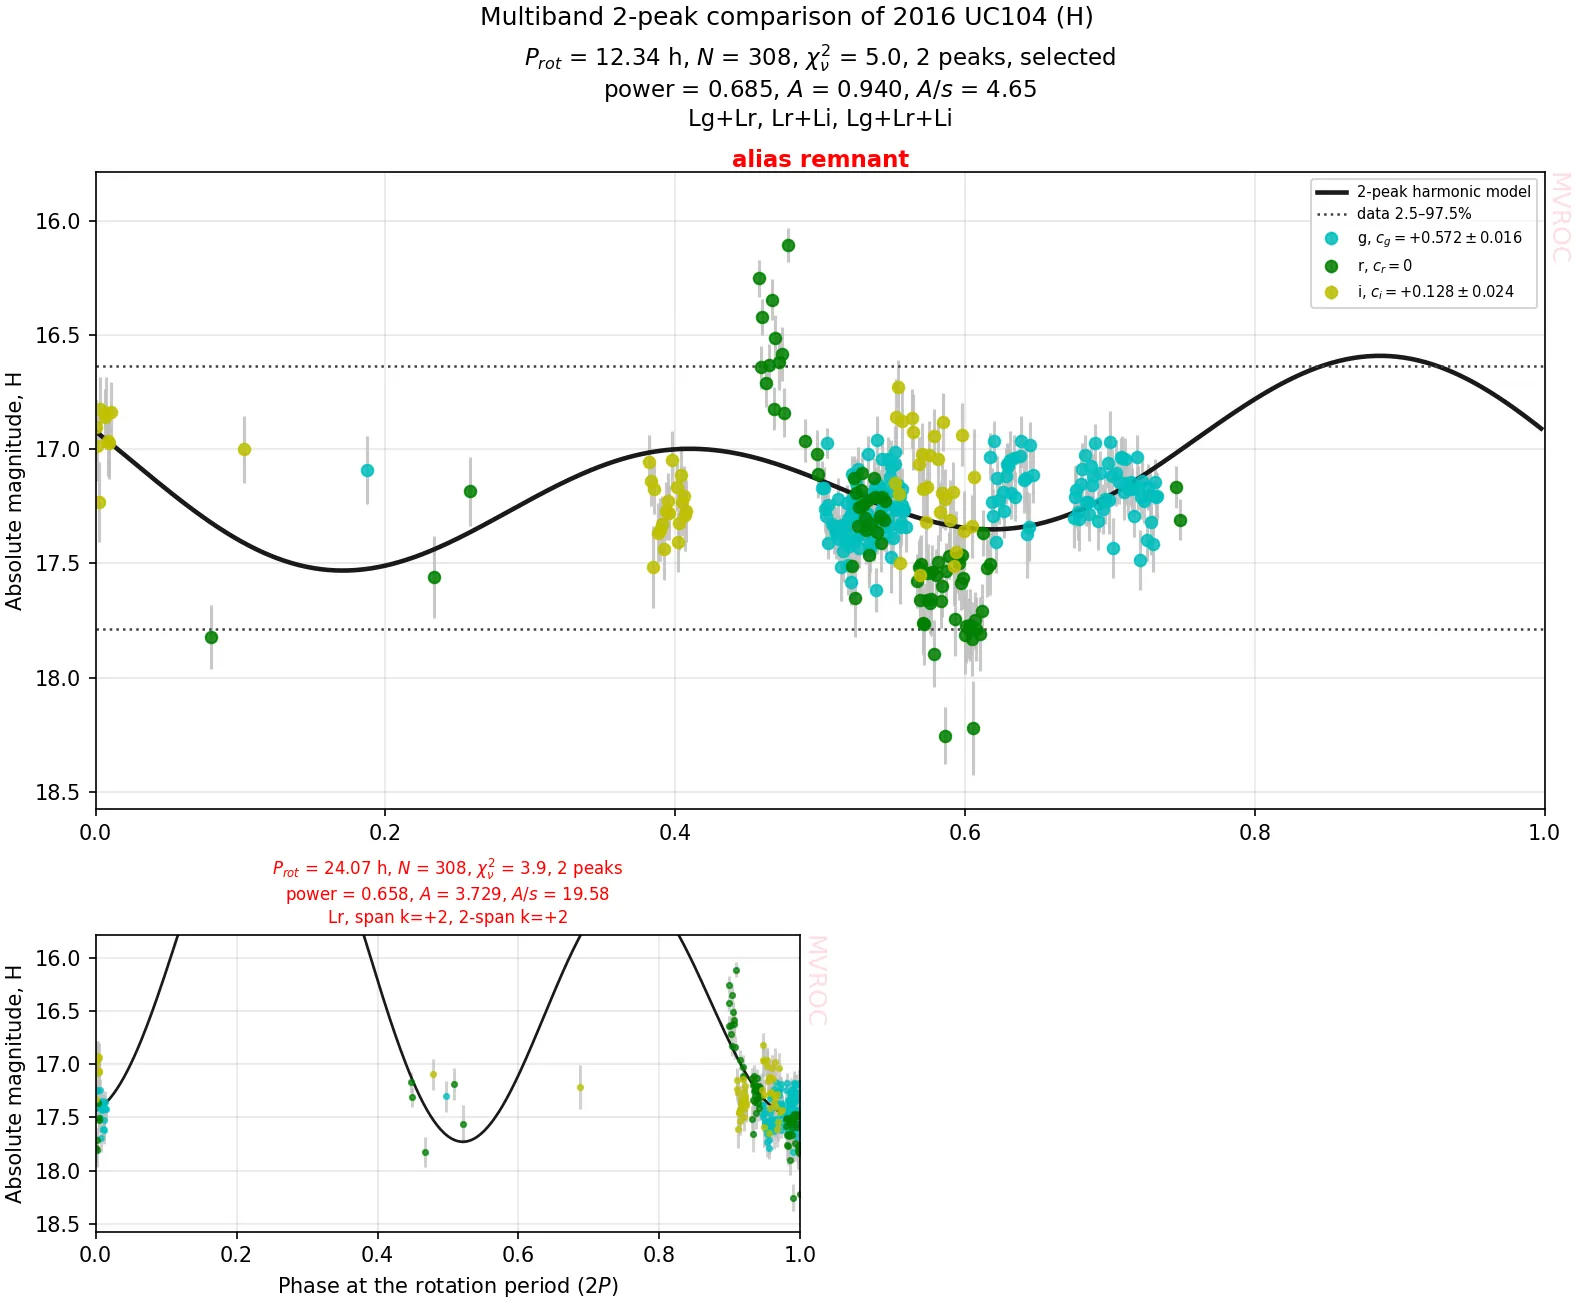 Multiband 2-peak comparison of 2016 UC104 (H)
P_rot = 12.34 h, N = 308, χ²_ν = 5.0, 2 peaks, selected
power = 0.685, A = 0.940, A/s = 4.65
Lg+Lr, Lr+Li, Lg+Lr+Li
alias remnant
2-peak harmonic model
data 2.5–97.5%
g, c_g = +0.572 ± 0.016
r, c_r = 0
i, c_i = +0.128 ± 0.024
MVROC
Absolute magnitude, H
16.0
16.5
17.0
17.5
18.0
18.5
0.0 0.2 0.4 0.6 0.8 1.0
P_rot = 24.07 h, N = 308, χ²_ν = 3.9, 2 peaks
power = 0.658, A = 3.729, A/s = 19.58
Lr, span k=+2, 2-span k=+2
MVROC
Absolute magnitude, H
16.0
16.5
17.0
17.5
18.0
18.5
0.0 0.2 0.4 0.6 0.8 1.0
Phase at the rotation period (2P)